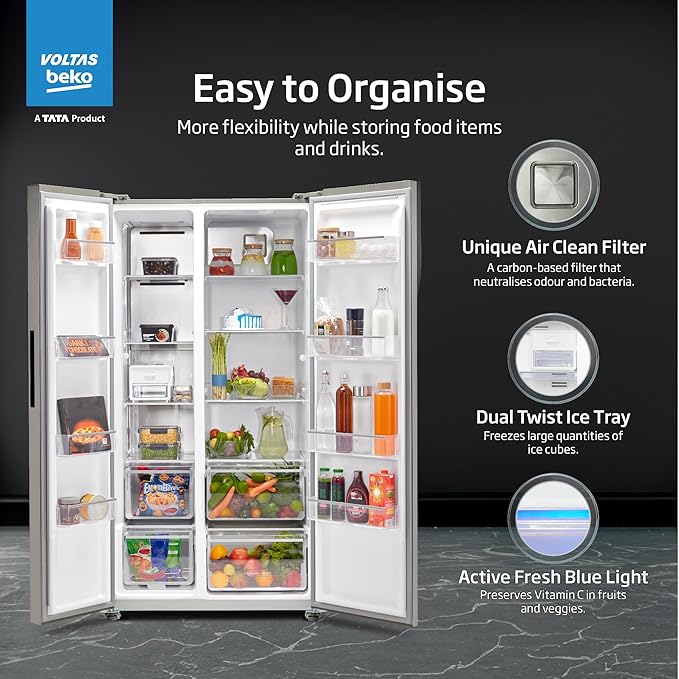 VOLTAS
beko
A TATA Product
Easy to Organise
More flexibility while storing food items
and drinks.
Unique Air Clean Filter
A carbon-based filter that
neutralises odour and bacteria.
Dual Twist Ice Tray
Freezes large quantities of
ice cubes.
Active Fresh Blue Light
Preserves Vitamin C in fruits
and veggies.
DARK
CHOCOLATE